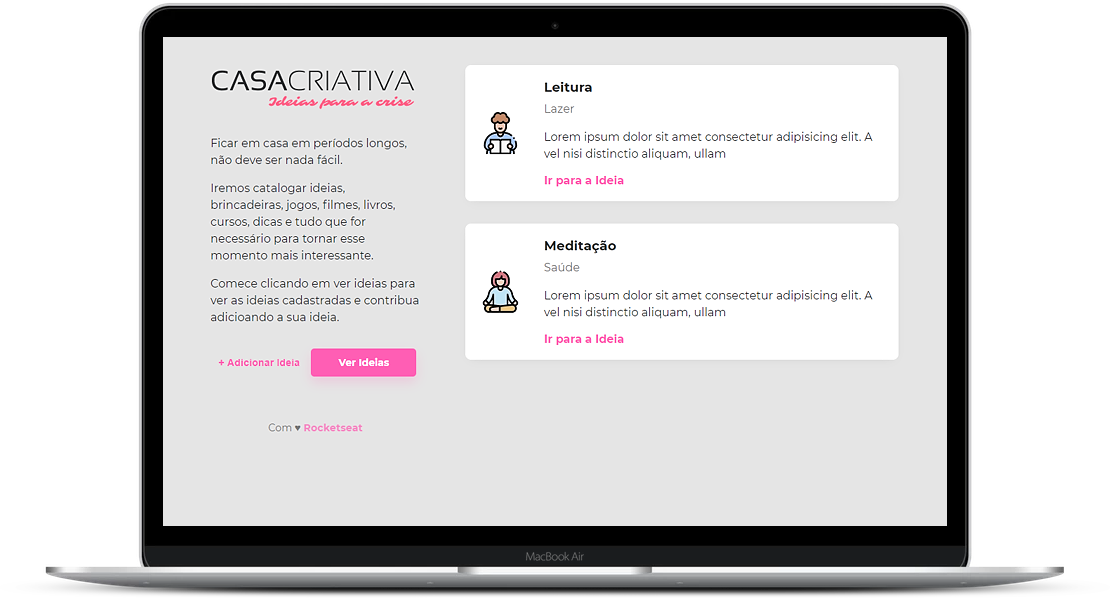 CASACRIATIVA
Ideias para a crise
Ficar em casa em períodos longos,
não deve ser nada fácil.
Iremos catalogar ideias,
brincadeiras, jogos, filmes, livros,
cursos, dicas e tudo que for
necessário para tornar esse
momento mais interessante.
Comece clicando em ver ideias para
ver as ideias cadastradas e contribua
adicioando a sua ideia.
+ Adicionar Ideia
Ver Ideias
Com ♥ Rocketseat
Leitura
Lazer
Lorem ipsum dolor sit amet consectetur adipisicing elit. A
vel nisi distinctio aliquam, ullam
Ir para a Ideia
Meditação
Saúde
Lorem ipsum dolor sit amet consectetur adipisicing elit. A
vel nisi distinctio aliquam, ullam
Ir para a Ideia
MacBook Air